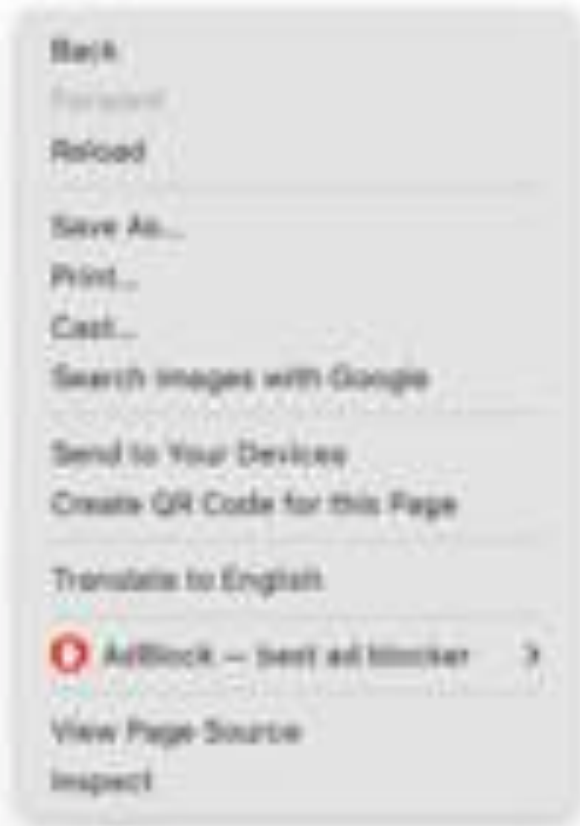 Back
Forward
Reload
Save As...
Print...
Cast...
Search images with Google
Send to Your Devices
Create QR Code for this Page
Translate to English
AdBlock — best ad blocker
View Page Source
Inspect